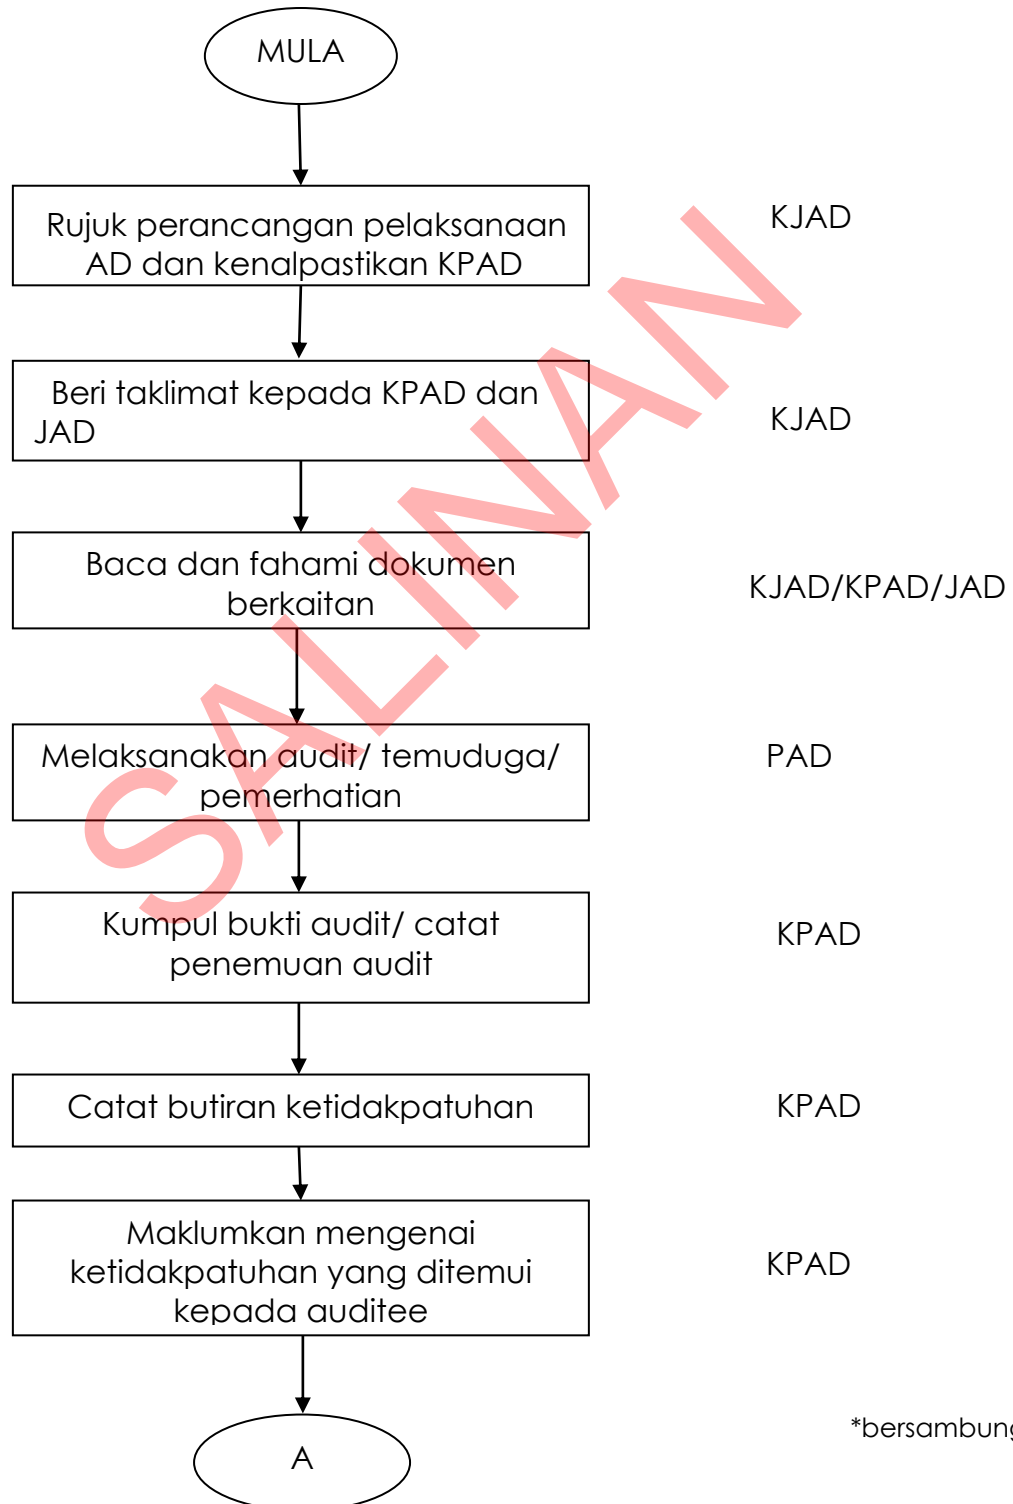 MULA
Rujuk perancangan pelaksanaan
AD dan kenalpastikan KPAD
KJAD
Beri taklimat kepada KPAD dan
JAD
KJAD
Baca dan fahami dokumen
berkaitan
KJAD/KPAD/JAD
Melaksanakan audit/ temuduga/
pemerhatian
PAD
Kumpul bukti audit/ catat
penemuan audit
KPAD
Catat butiran ketidakpatuhan
KPAD
Maklumkan mengenai
ketidakpatuhan yang ditemui
kepada auditee
KPAD
A
*bersambung
SALINAN